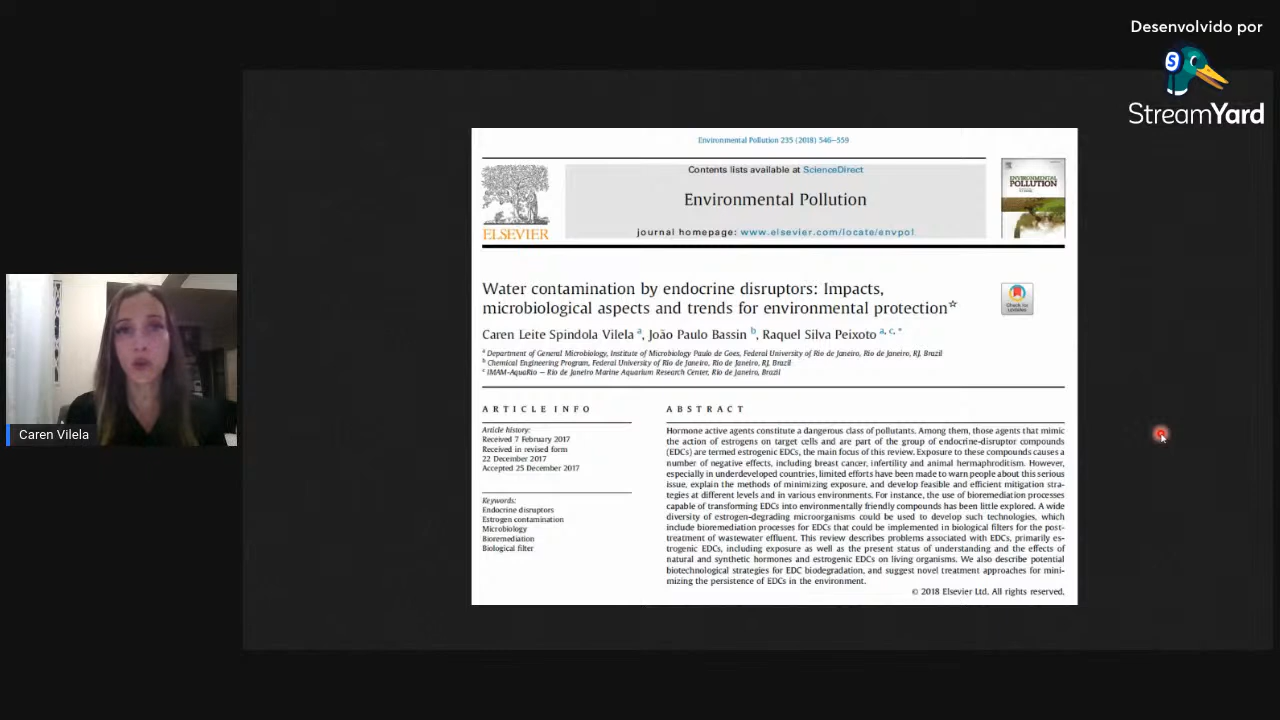 Desenvolvido por
StreamYard
Environmental Pollution 235 (2018) 546–559
Contents lists available at ScienceDirect
Environmental Pollution
journal homepage: www.elsevier.com/locate/envpol
ELSEVIER
ENVIRONMENTAL
POLLUTION
Check for
updates
Water contamination by endocrine disruptors: Impacts,
microbiological aspects and trends for environmental protection☆
Caren Leite Spindola Vilela a, João Paulo Bassin b, Raquel Silva Peixoto a, c, *
a Department of General Microbiology, Institute of Microbiology Paulo de Goes, Federal University of Rio de Janeiro, Rio de Janeiro, RJ, Brazil
b Chemical Engineering Program, Federal University of Rio de Janeiro, Rio de Janeiro, RJ, Brazil
c IMAM-AquaRio – Rio de Janeiro Marine Aquarium Research Center, Rio de Janeiro, Brazil
ARTICLE INFO
Article history:
Received 7 February 2017
Received in revised form
22 December 2017
Accepted 25 December 2017
Keywords:
Endocrine disruptors
Estrogen contamination
Microbiology
Bioremediation
Biological filter
ABSTRACT
Hormone active agents constitute a dangerous class of pollutants. Among them, those agents that mimic
the action of estrogens on target cells and are part of the group of endocrine-disruptor compounds
(EDCs) are termed estrogenic EDCs, the main focus of this review. Exposure to these compounds causes a
number of negative effects, including breast cancer, infertility and animal hermaphroditism. However,
especially in underdeveloped countries, limited efforts have been made to warn people about this serious
issue, explain the methods of minimizing exposure, and develop feasible and efficient mitigation stra-
tegies at different levels and in various environments. For instance, the use of bioremediation processes
capable of transforming EDCs into environmentally friendly compounds has been little explored. A wide
diversity of estrogen-degrading microorganisms could be used to develop such technologies, which
include bioremediation processes for EDCs that could be implemented in biological filters for the post-
treatment of wastewater effluent. This review describes problems associated with EDCs, primarily es-
trogenic EDCs, including exposure as well as the present status of understanding and the effects of
natural and synthetic hormones and estrogenic EDCs on living organisms. We also describe potential
biotechnological strategies for EDC biodegradation, and suggest novel treatment approaches for mini-
mizing the persistence of EDCs in the environment.
© 2018 Elsevier Ltd. All rights reserved.
Caren Vilela